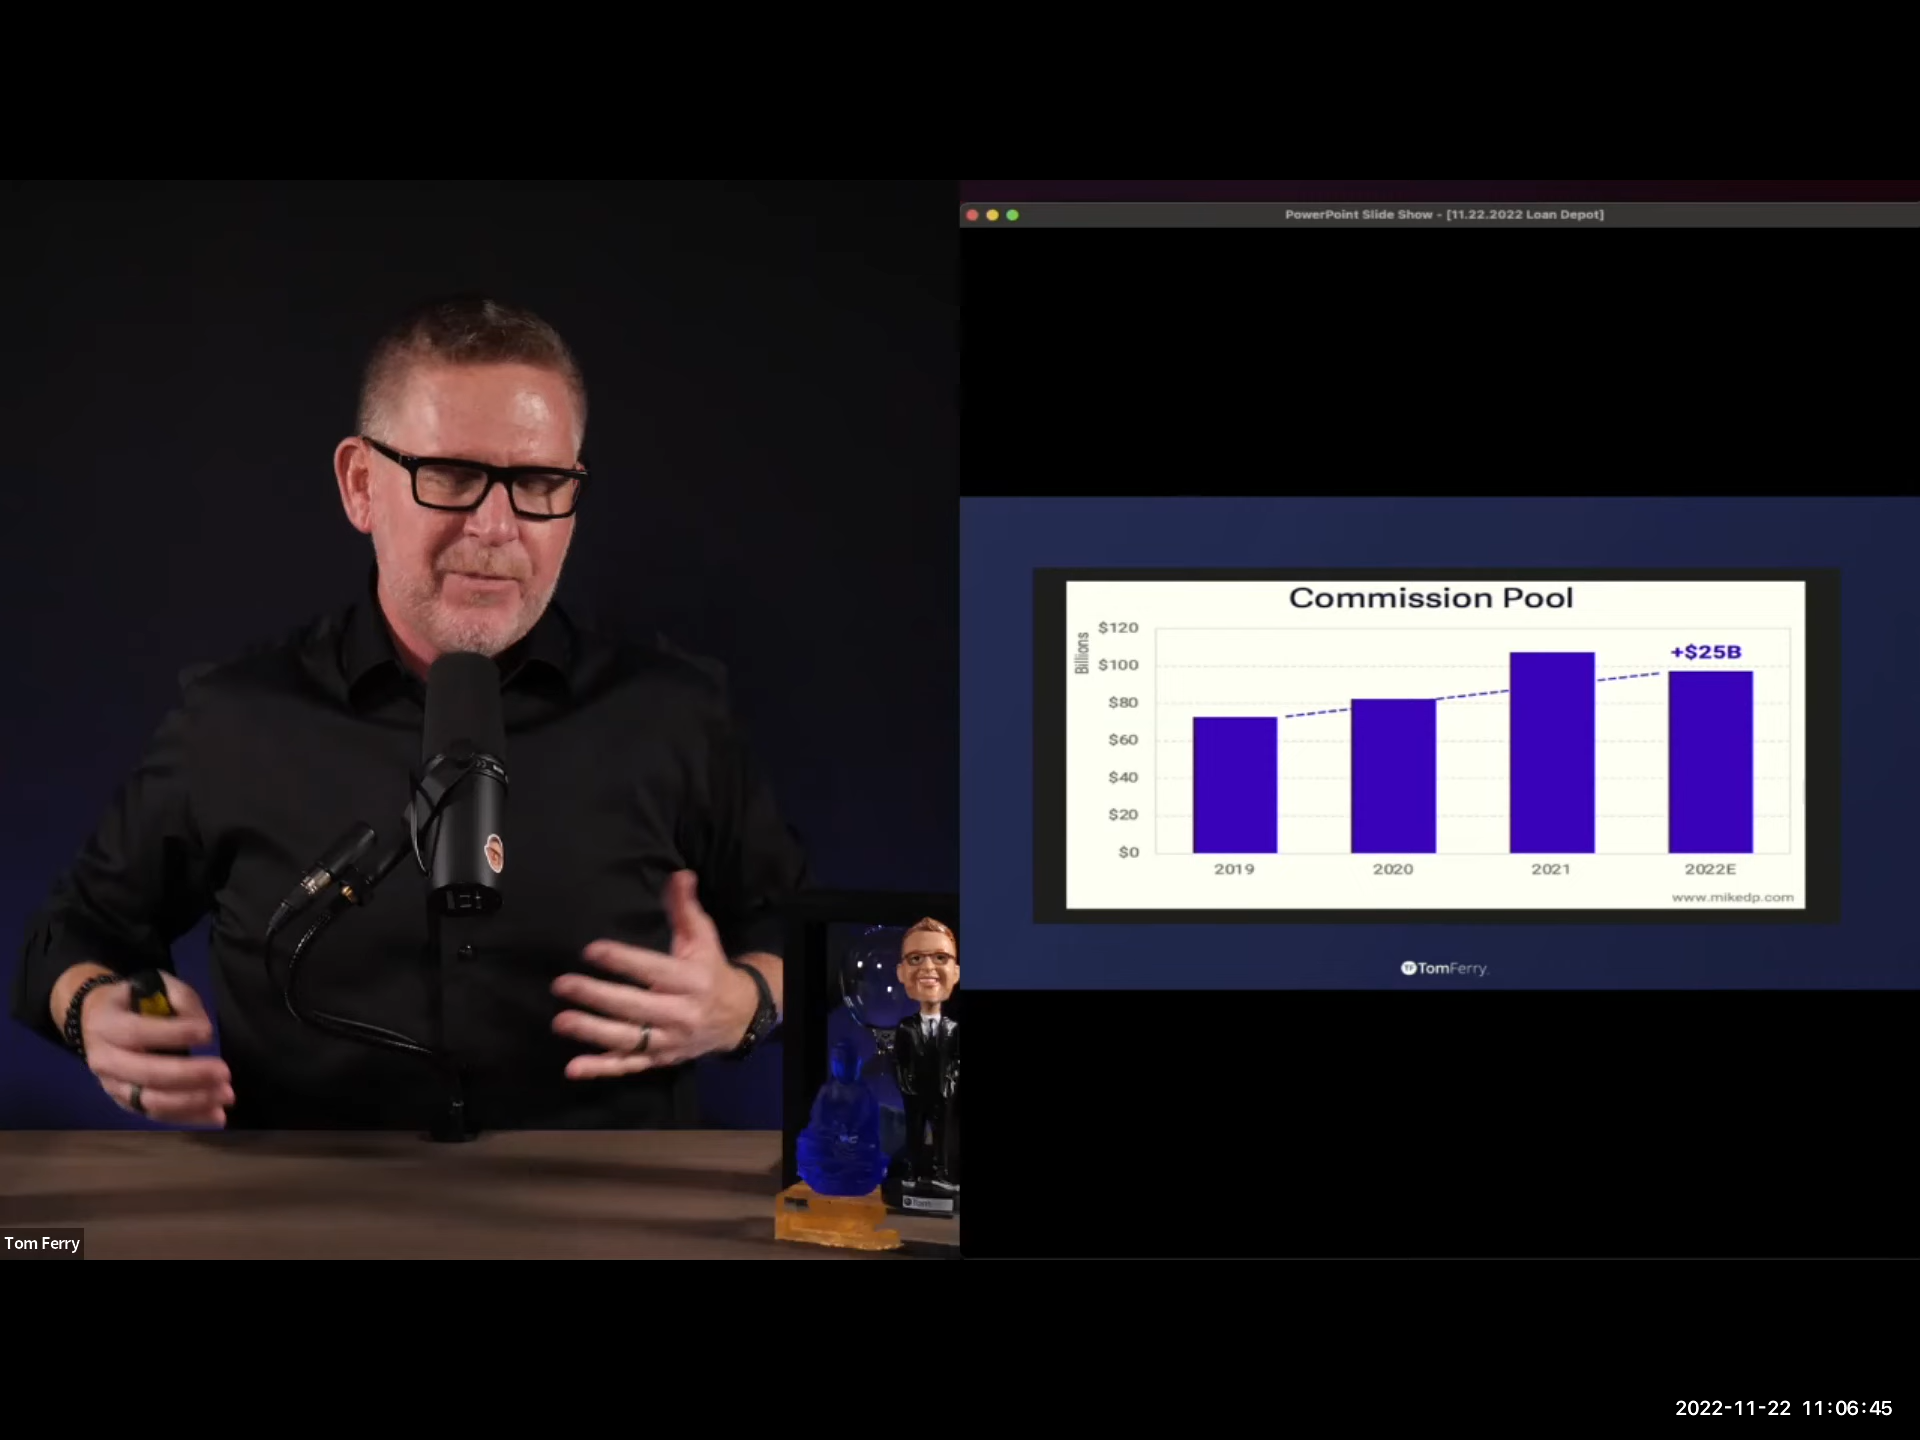 PowerPoint Slide Show - [11.22.2022 Loan Depot]
Commission Pool
Billions
$120
$100
$80
$60
$40
$20
$0
+$25B
2019 2020 2021 2022E
www.mikedp.com
TF TomFerry.
Tom Ferry
2022-11-22 11:06:45